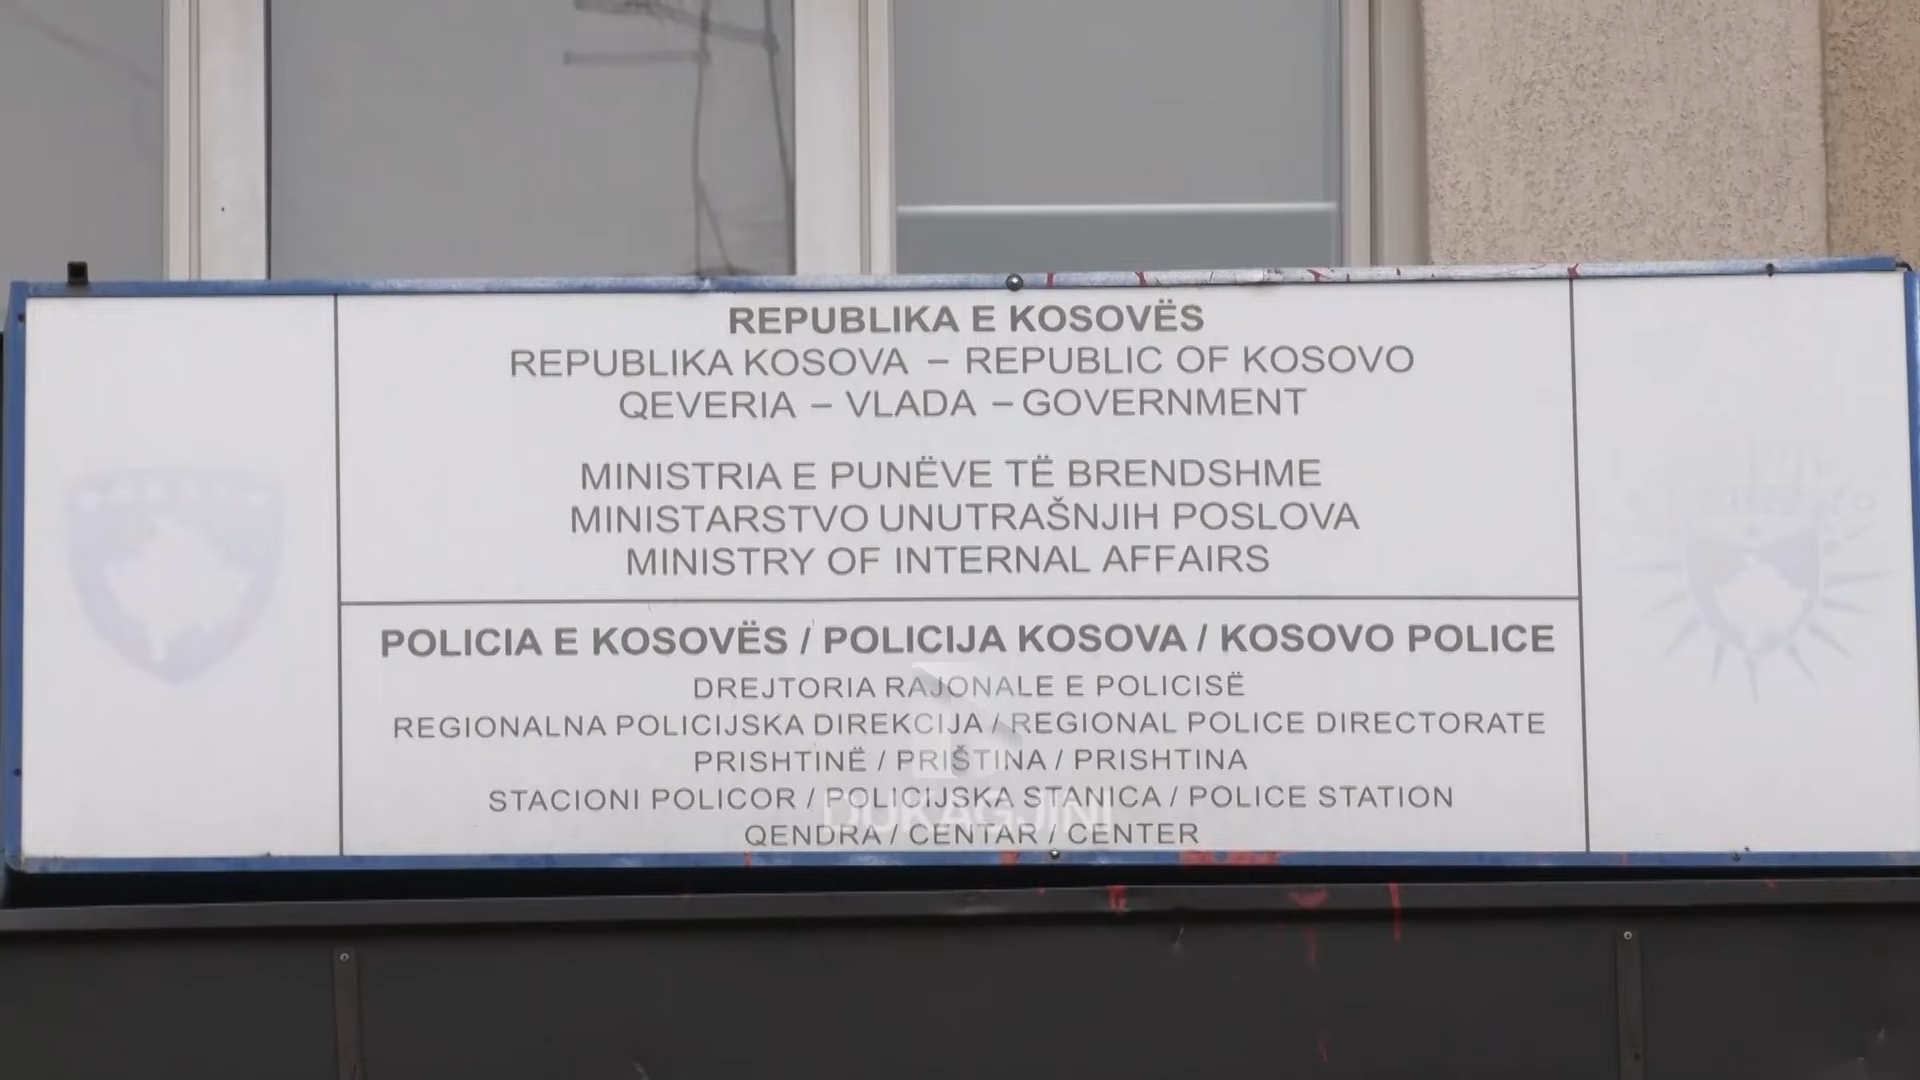 REPUBLIKA E KOSOVËS
REPUBLIKA KOSOVA – REPUBLIC OF KOSOVO
QEVERIA – VLADA – GOVERNMENT
MINISTRIA E PUNËVE TË BRENDSHME
MINISTARSTVO UNUTRAŠNJIH POSLOVA
MINISTRY OF INTERNAL AFFAIRS
POLICIA E KOSOVËS / POLICIJA KOSOVA / KOSOVO POLICE
DREJTORIA RAJONALE E POLICISË
REGIONALNA POLICIJSKA DIREKCIJA / REGIONAL POLICE DIRECTORATE
PRISHTINË / PRIŠTINA / PRISHTINA
STACIONI POLICOR / POLICIJSKA STANICA / POLICE STATION
DUKAGJINI
QENDRA / CENTAR / CENTER